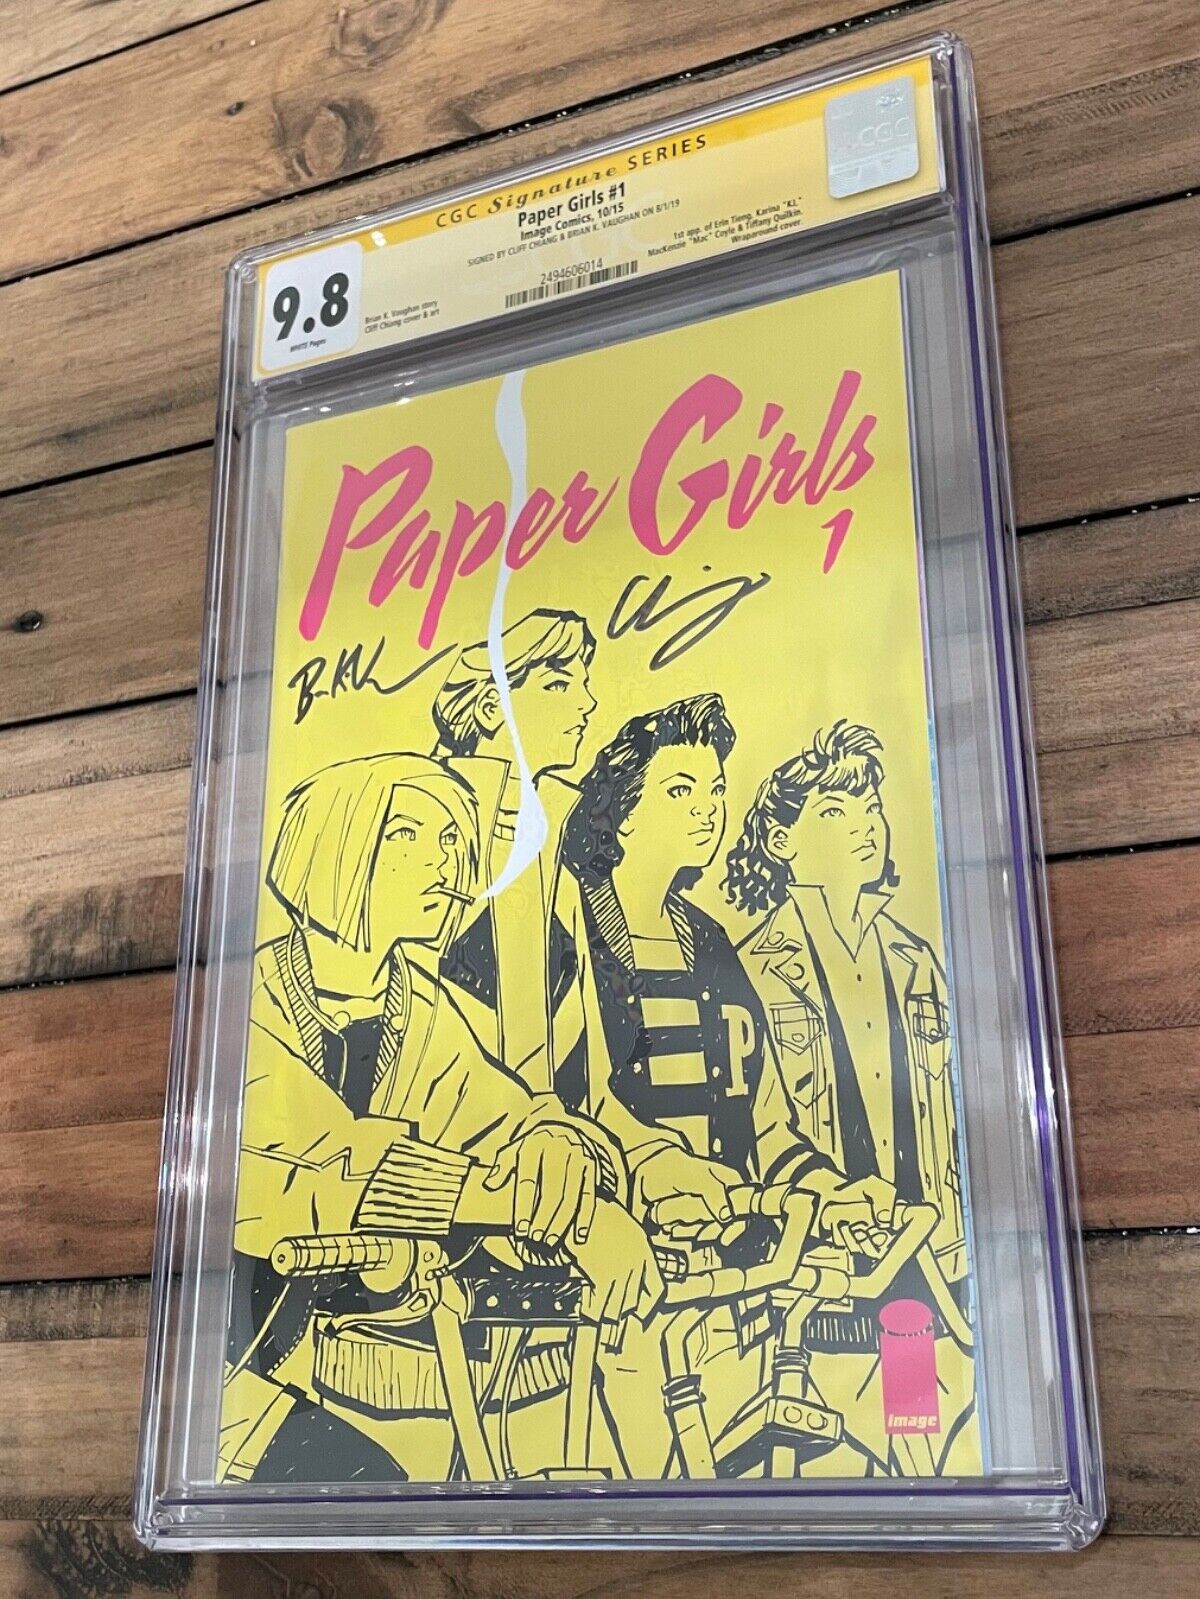 CGC Signature SERIES
Paper Girls #1
Image Comics, 10/15
SIGNED BY CLIFF CHIANG & BRIAN K. VAUGHAN ON 8/1/19
2494606014
9.8
WHITE Pages
Brian K. Vaughan story
Cliff Chiang cover & art
1st app. of Erin Tieng, Karina "KJ,"
MacKenzie "Mac" Coyle & Tiffany Quilkin.
Wraparound cover.
CGC
Paper Girls
1
P
image